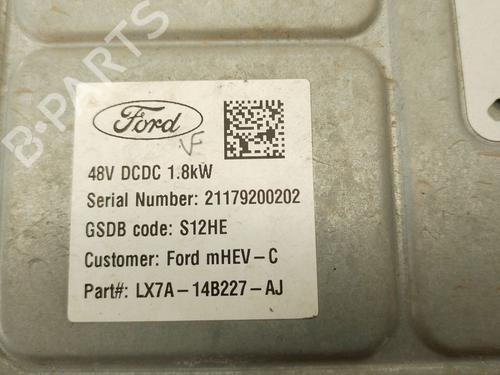 Ford
VF
48V DCDC 1.8kW
Serial Number: 21179200202
GSDB code: S12HE
Customer: Ford mHEV-C
Part#: LX7A-14B227-AJ
B-PARTS